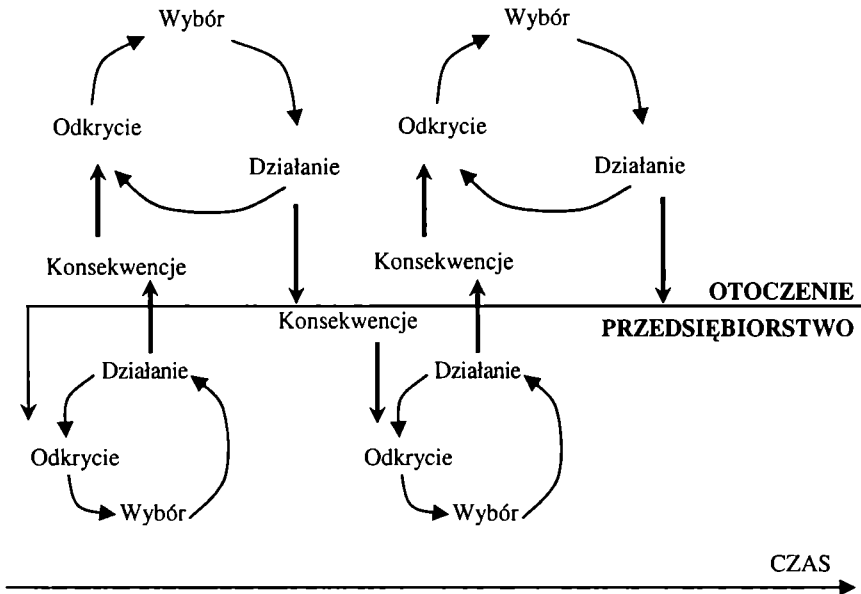 Wybór
Wybór
Odkrycie
Odkrycie
Działanie
Działanie
Konsekwencje
Konsekwencje
OTOCZENIE
Konsekwencje
PRZEDSIĘBIORSTWO
Działanie
Działanie
Odkrycie
Odkrycie
Wybór
Wybór
CZAS